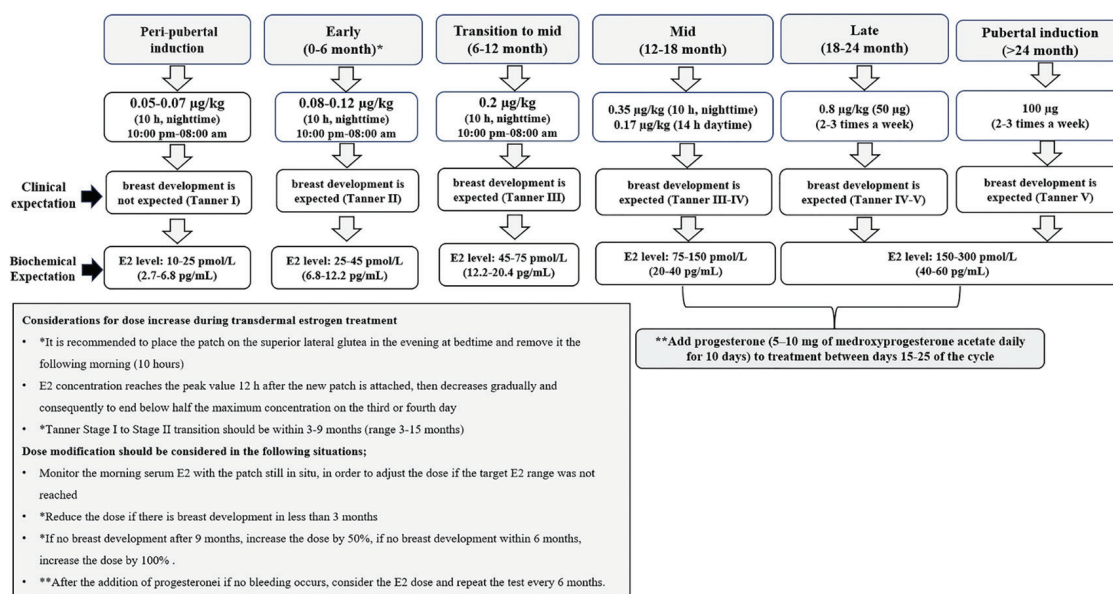 Peri-pubertal
induction
Early
(0-6 month)*
Transition to mid
(6-12 month)
Mid
(12-18 month)
Late
(18-24 month)
Pubertal induction
(>24 month)
0.05-0.07 µg/kg
(10 h, nighttime)
10:00 pm-08:00 am
0.08-0.12 µg/kg
(10 h, nighttime)
10:00 pm-08:00 am
0.2 µg/kg
(10 h, nighttime)
10:00 pm-08:00 am
0.35 µg/kg (10 h, nighttime)
0.17 µg/kg (14 h daytime)
0.8 µg/kg (50 µg)
(2-3 times a week)
100 µg
(2-3 times a week)
Clinical
expectation
breast development is
not expected (Tanner I)
breast development is
expected (Tanner II)
breast development is
expected (Tanner III)
breast development is
expected (Tanner III-IV)
breast development is
expected (Tanner IV-V)
breast development is
expected (Tanner V)
Biochemical
Expectation
E2 level: 10-25 pmol/L
(2.7-6.8 pg/mL)
E2 level: 25-45 pmol/L
(6.8-12.2 pg/mL)
E2 level: 45-75 pmol/L
(12.2-20.4 pg/mL)
E2 level: 75-150 pmol/L
(20-40 pg/mL)
E2 level: 150-300 pmol/L
(40-60 pg/mL)
**Add progesterone (5–10 mg of medroxyprogesterone acetate daily
for 10 days) to treatment between days 15-25 of the cycle
Considerations for dose increase during transdermal estrogen treatment
• *It is recommended to place the patch on the superior lateral glutea in the evening at bedtime and remove it the
following morning (10 hours)
• E2 concentration reaches the peak value 12 h after the new patch is attached, then decreases gradually and
consequently to end below half the maximum concentration on the third or fourth day
• *Tanner Stage I to Stage II transition should be within 3-9 months (range 3-15 months)
Dose modification should be considered in the following situations;
• Monitor the morning serum E2 with the patch still in situ, in order to adjust the dose if the target E2 range was not
reached
• *Reduce the dose if there is breast development in less than 3 months
• *If no breast development after 9 months, increase the dose by 50%, if no breast development within 6 months,
increase the dose by 100% .
• **After the addition of progesteronei if no bleeding occurs, consider the E2 dose and repeat the test every 6 months.